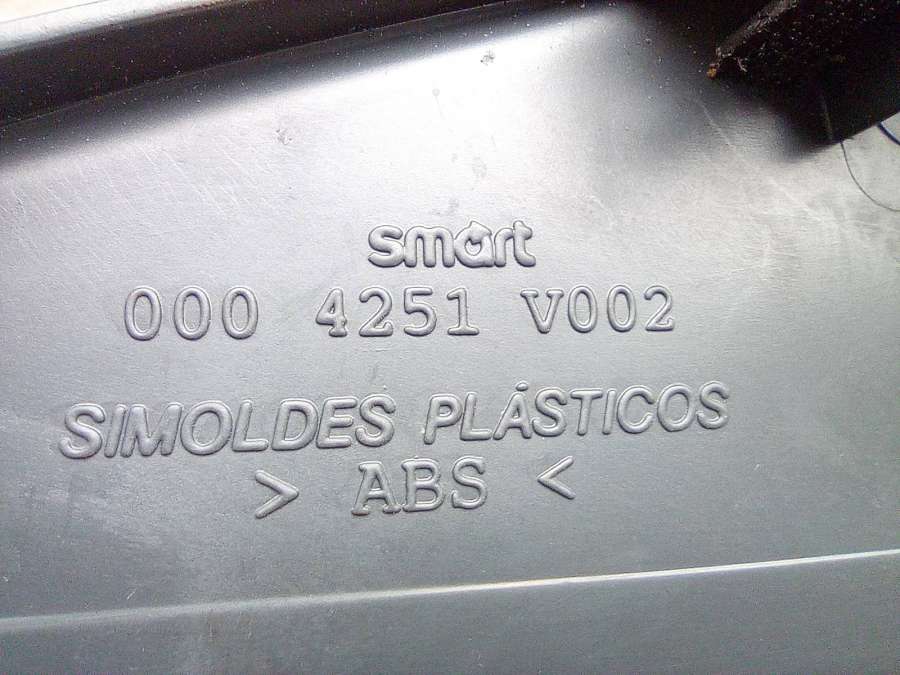 smart
000 4251 V002
SIMOLDES PLÁSTICOS
> ABS <